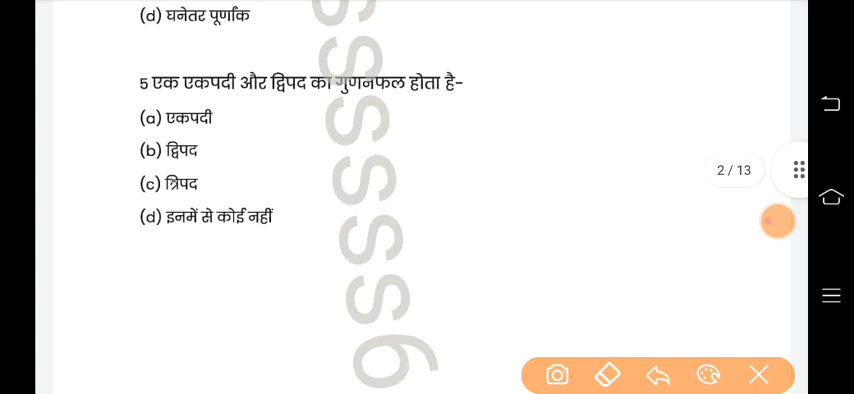 (d) घनेतर पूर्णांक
5 एक एकपदी और द्विपद का गुणनफल होता है-
(a) एकपदी
(b) द्विपद
(c) त्रिपद
(d) इनमें से कोई नहीं
2 / 13